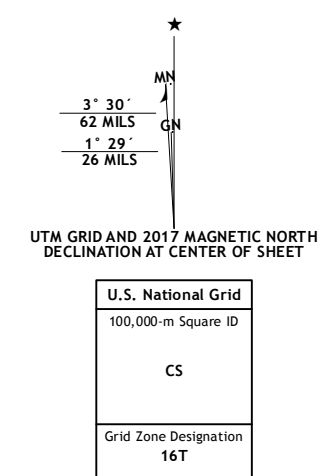 MN
3° 30´
62 MILS
GN
1° 29´
26 MILS
UTM GRID AND 2017 MAGNETIC NORTH
DECLINATION AT CENTER OF SHEET
U.S. National Grid
100,000-m Square ID
CS
Grid Zone Designation
16T